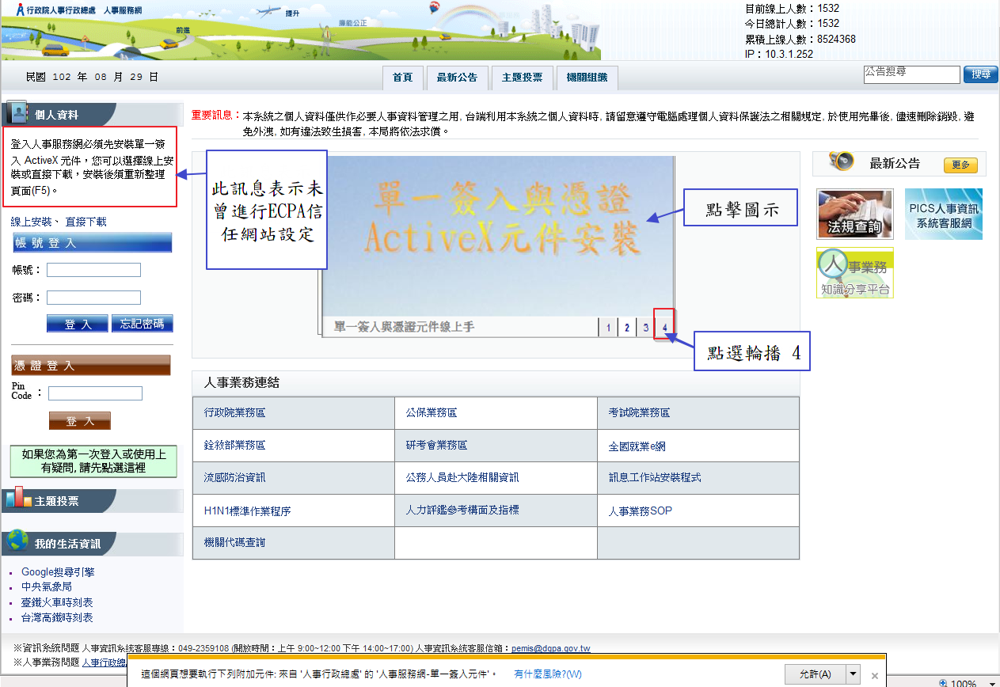 行政院人事行政總處 人事服務網
提升
前進
廉能公正
目前線上人數：1532
今日總計人數：1532
累積上線人數：8524368
IP：10.3.1.252
民國 102 年 08 月 29 日
首頁
最新公告
主題投票
機關組織
公告搜尋
搜尋
個人資料
重要訊息：本系統之個人資料僅供作必要人事資料管理之用, 台端利用本系統之個人資料時, 請留意遵守電腦處理個人資料保護法之相關規定, 於使用完畢後, 儘速刪除銷毀, 避
免外洩, 如有違法致生損害, 本局將依法求償。
登入人事服務網必須先安裝單一簽
入 ActiveX 元件，您可以選擇線上安
裝或直接下載，安裝後須重新整理
頁面(F5)。
線上安裝、 直接下載
帳 號 登 入
帳號：
密碼：
登 入
忘記密碼
憑 證 登 入
Pin
Code ：
登 入
如果您為第一次登入或使用上
有疑問, 請先點選這裡
主題投票
我的生活資訊
Google搜尋引擎
中央氣象局
臺鐵火車時刻表
台灣高鐵時刻表
此訊息表示未
曾進行ECPA信
任網站設定
單一簽入與憑證
ActiveX元件安裝
點擊圖示
單一簽入與憑證元件線上手
1
2
3
4
點選輪播 4
最新公告
更多
法規查詢
PICS人事資訊
系統客服網
人
事業務
知識分享平台
人事業務連結
行政院業務區
公保業務區
考試院業務區
銓敘部業務區
研考會業務區
全國就業e網
流感防治資訊
公務人員赴大陸相關資訊
訊息工作站安裝程式
H1N1標準作業程序
人力評鑑參考構面及指標
人事業務SOP
機關代碼查詢
※資訊系統問題 人事資訊系統客服專線：049-2359108 (開放時間：上午 9:00~12:00 下午 14:00~17:00) 人事資訊系統客服信箱：pemis@dgpa.gov.tw
※人事業務問題 人事行政總
這個網頁想要執行下列附加元件: 來自 '人事行政總處' 的 '人事服務網-單一簽入元件'。
有什麼風險?(W)
允許(A)
×
100%